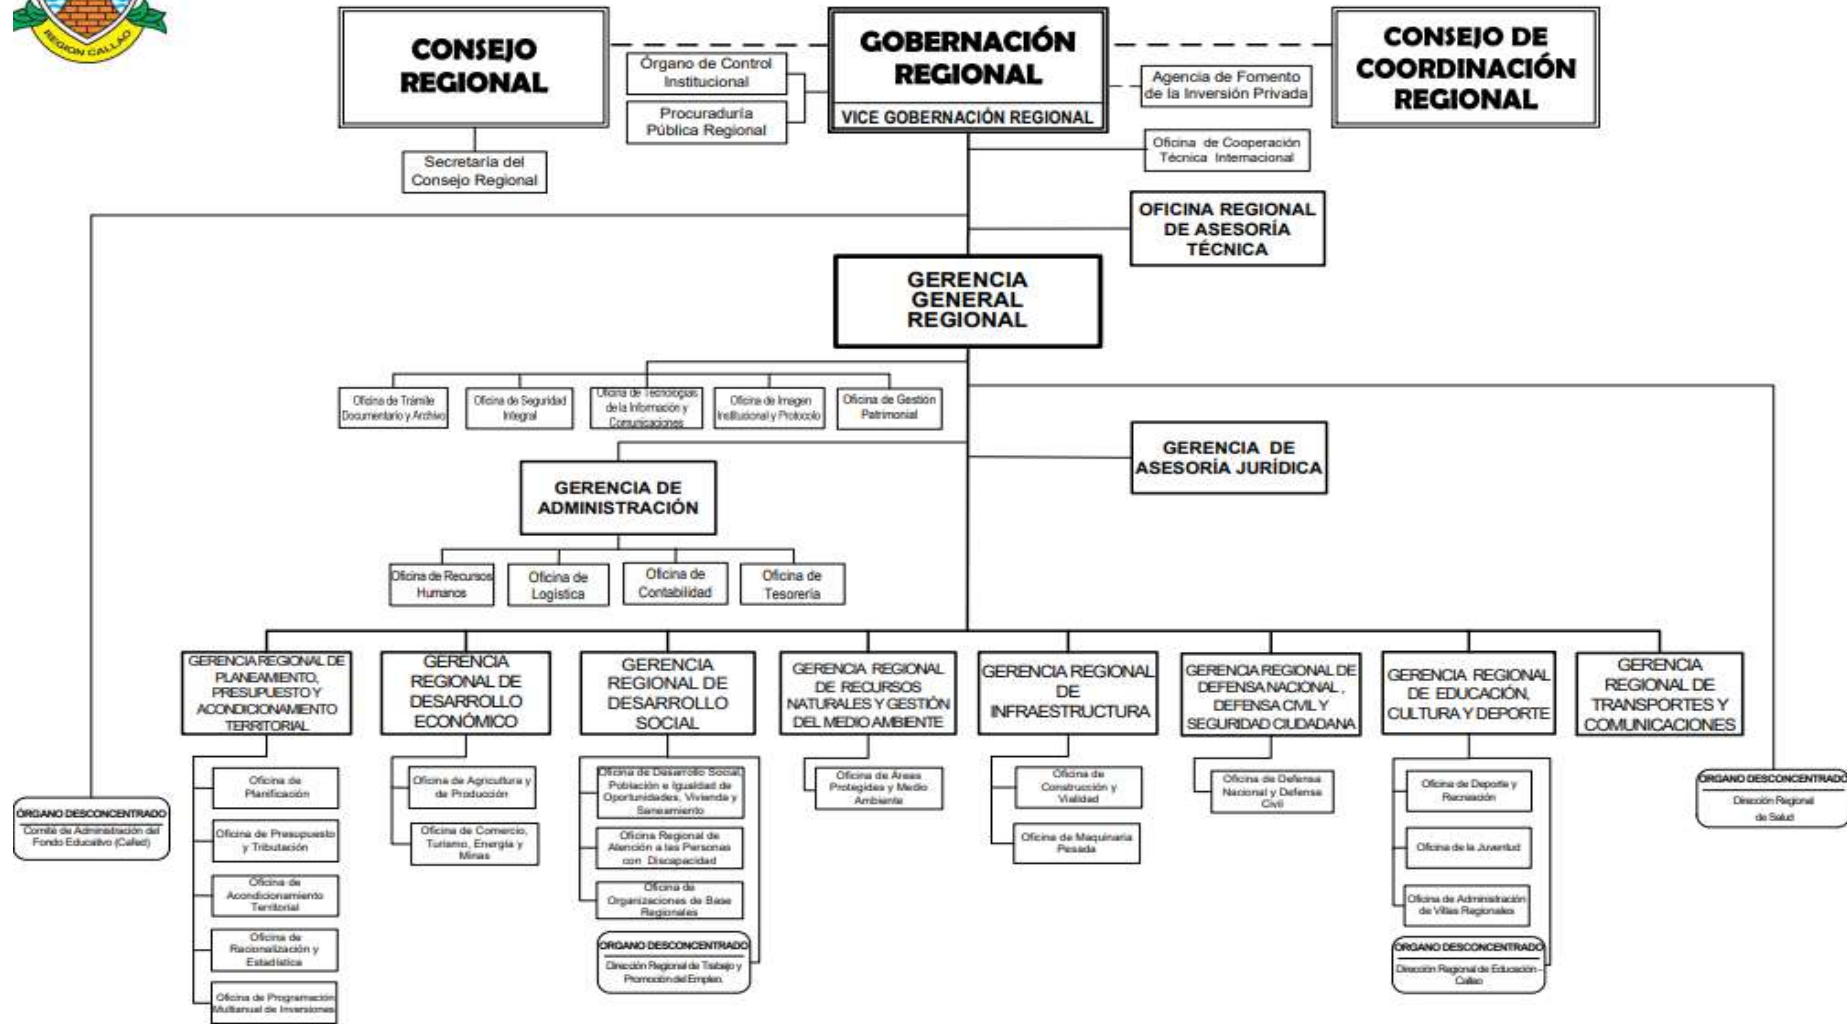 REGION CALLAO
CONSEJO
REGIONAL
GOBERNACIÓN
REGIONAL
VICE GOBERNACIÓN REGIONAL
CONSEJO DE
COORDINACIÓN
REGIONAL
Órgano de Control
Institucional
Procuraduría
Pública Regional
Agencia de Fomento
de la Inversión Privada
Secretaría del
Consejo Regional
Oficina de Cooperación
Técnica Internacional
OFICINA REGIONAL
DE ASESORÍA
TÉCNICA
GERENCIA
GENERAL
REGIONAL
Oficina de Trámite
Documentario y Archivo
Oficina de Seguridad
Integral
Oficina de Tecnologías
de la Información y
Comunicaciones
Oficina de Imagen
Institucional y Protocolo
Oficina de Gestión
Patrimonial
GERENCIA DE
ASESORÍA JURÍDICA
GERENCIA DE
ADMINISTRACIÓN
Oficina de Recursos
Humanos
Oficina de
Logística
Oficina de
Contabilidad
Oficina de
Tesorería
GERENCIA REGIONAL DE
PLANEAMIENTO,
PRESUPUESTO Y
ACONDICIONAMIENTO
TERRITORIAL
GERENCIA
REGIONAL DE
DESARROLLO
ECONÓMICO
GERENCIA
REGIONAL DE
DESARROLLO
SOCIAL
GERENCIA REGIONAL
DE RECURSOS
NATURALES Y GESTIÓN
DEL MEDIO AMBIENTE
GERENCIA REGIONAL
DE
INFRAESTRUCTURA
GERENCIA REGIONAL DE
DEFENSA NACIONAL,
DEFENSA CIVIL Y
SEGURIDAD CIUDADANA
GERENCIA REGIONAL
DE EDUCACIÓN,
CULTURA Y DEPORTE
GERENCIA
REGIONAL DE
TRANSPORTES Y
COMUNICACIONES
ÓRGANO DESCONCENTRADO
Comité de Administración del
Fondo Educativo (Cafed)
Oficina de
Planificación
Oficina de Presupuesto
y Tributación
Oficina de
Acondicionamiento
Territorial
Oficina de
Racionalización y
Estadística
Oficina de Programación
Multianual de Inversiones
Oficina de Agricultura y
de Producción
Oficina de Comercio,
Turismo, Energía y
Minas
Oficina de Desarrollo Social,
Población e Igualdad de
Oportunidades, Vivienda y
Saneamiento
Oficina Regional de
Atención a las Personas
con Discapacidad
Oficina de
Organizaciones de Base
Regionales
ÓRGANO DESCONCENTRADO
Dirección Regional de Trabajo y
Promoción del Empleo.
Oficina de Áreas
Protegidas y Medio
Ambiente
Oficina de
Construcción y
Vialidad
Oficina de Maquinaria
Pesada
Oficina de Defensa
Nacional y Defensa
Civil
Oficina de Deporte y
Recreación
Oficina de la Juventud
Oficina de Administración
de Villas Regionales
ÓRGANO DESCONCENTRADO
Dirección Regional de Educación -
Callao
ÓRGANO DESCONCENTRADO
Dirección Regional
de Salud